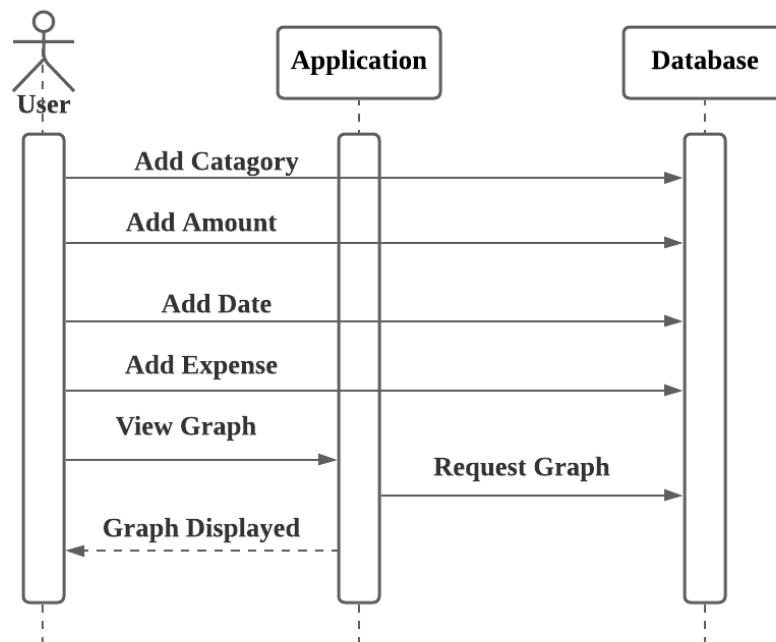 Application
Database
User
Add Catagory
Add Amount
Add Date
Add Expense
View Graph
Request Graph
Graph Displayed